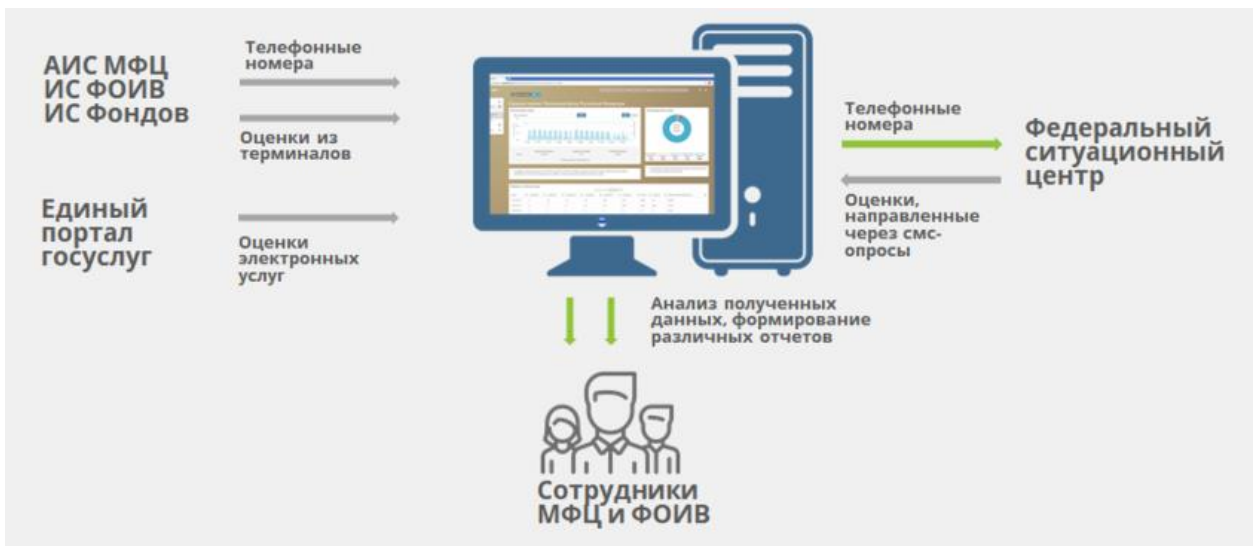 АИС МФЦ
ИС ФОИВ
ИС Фондов
Телефонные
номера
Оценки из
терминалов
Единый
портал
госуслуг
Оценки
электронных
услуг
Телефонные
номера
Федеральный
ситуационный
центр
Оценки,
направленные
через смс-
опросы
Анализ полученных
данных, формирование
различных отчетов
Сотрудники
МФЦ и ФОИВ